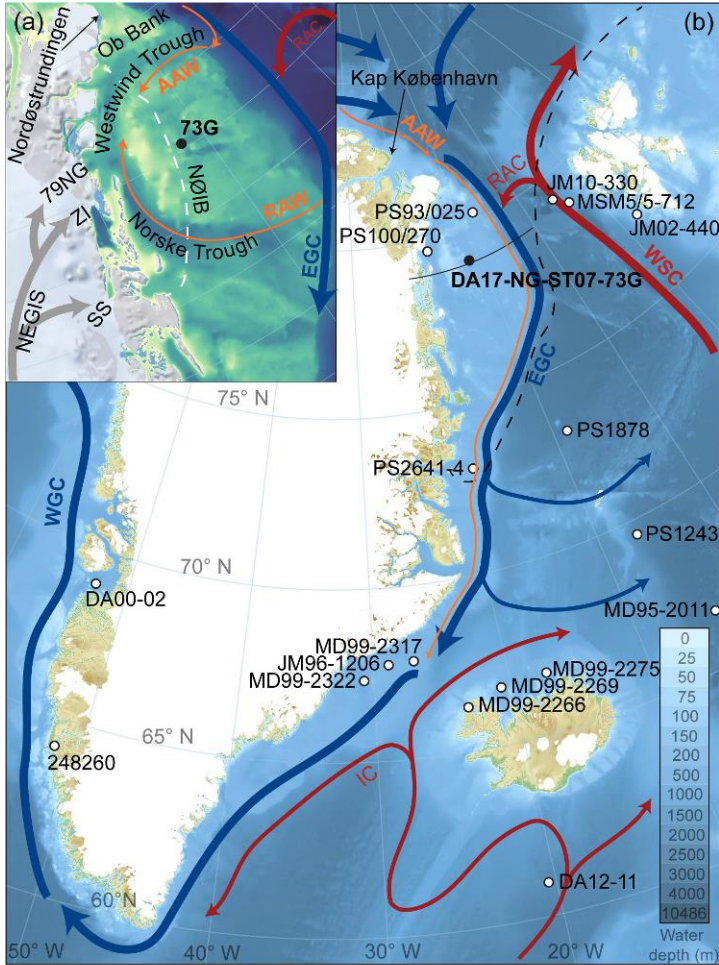 (a)
Nordøstrundingen
Ob Bank
Westwind Trough
AAW
RAC
73G
NØIB
79NG
ZI
RAW
Norske Trough
EGC
NEGIS
SS
(b)
Kap København
AAW
RAC
JM10-330
MSM5/5-712
JM02-440
PS93/025
PS100/270
DA17-NG-ST07-73G
WSC
EGC
75° N
PS1878
PS2641-4
WGC
PS1243
70° N
DA00-02
MD95-2011
MD99-2317
JM96-1206
MD99-2322
MD99-2275
MD99-2269
MD99-2266
65° N
248260
IC
DA12-11
60° N
50° W
40° W
30° W
20° W
0
25
50
75
100
150
200
500
1000
1500
2000
2500
3000
4000
10486
Water
depth (m)